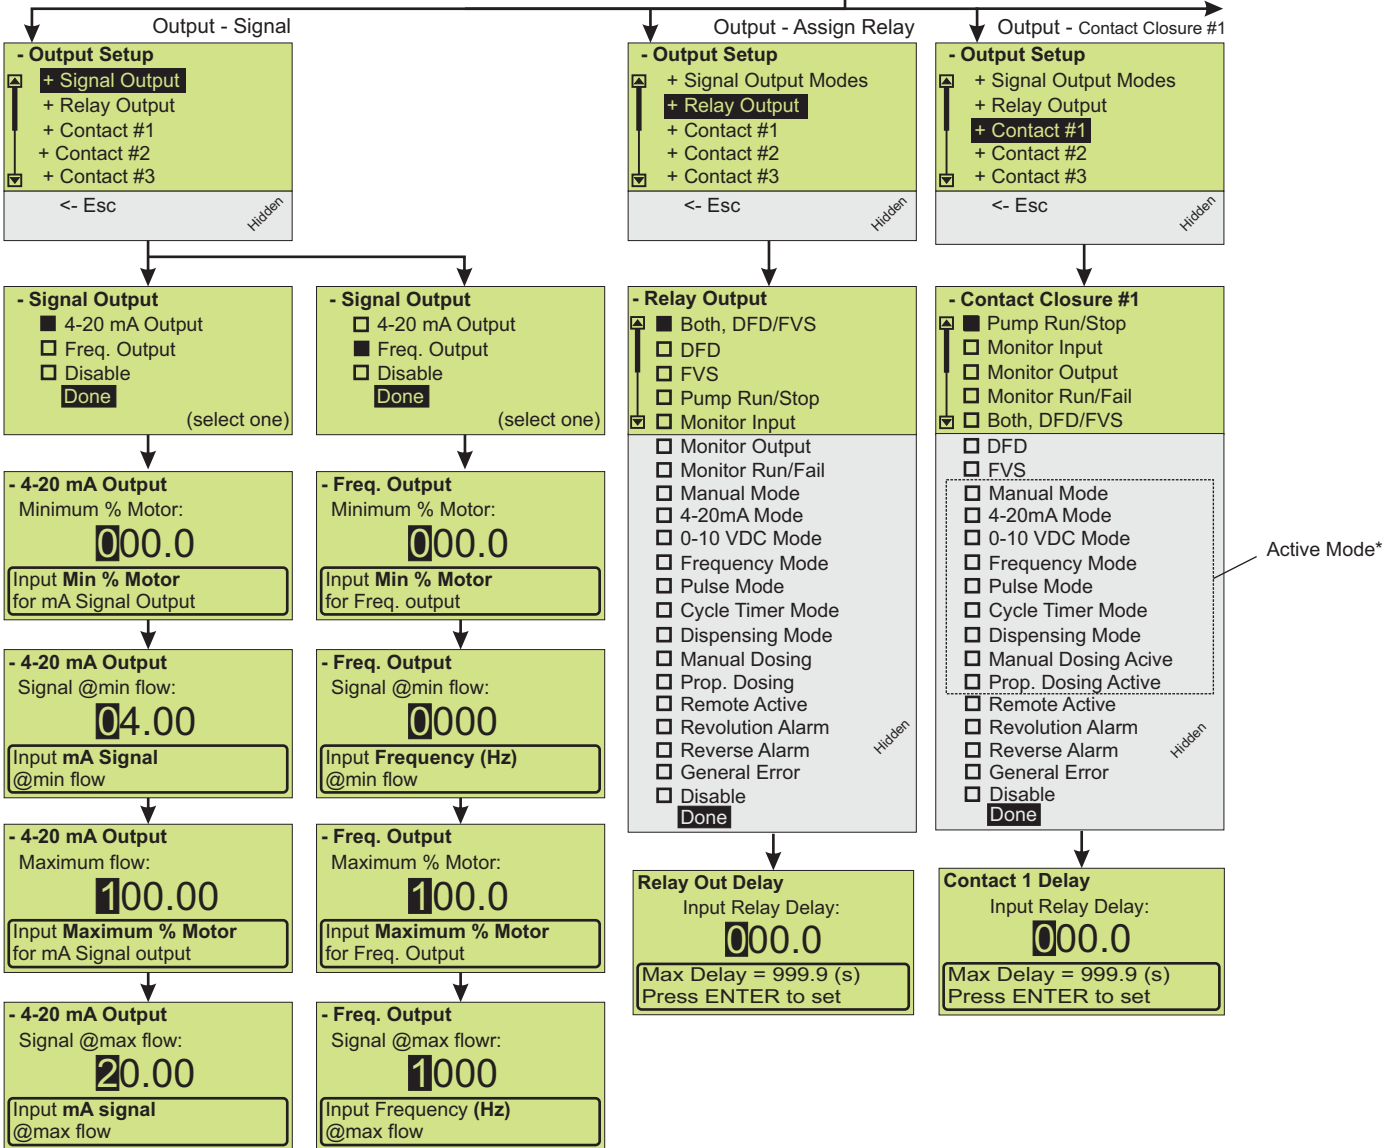 Output - Signal
- Output Setup
+ Signal Output
+ Relay Output
+ Contact #1
+ Contact #2
+ Contact #3
<- Esc
Hidden
- Signal Output
4-20 mA Output
Freq. Output
Disable
Done
(select one)
- 4-20 mA Output
Minimum % Motor:
000.0
Input Min % Motor
for mA Signal Output
- 4-20 mA Output
Signal @min flow:
04.00
Input mA Signal
@min flow
- 4-20 mA Output
Maximum flow:
100.00
Input Maximum % Motor
for mA Signal output
- 4-20 mA Output
Signal @max flow:
20.00
Input mA signal
@max flow
- Signal Output
4-20 mA Output
Freq. Output
Disable
Done
(select one)
- Freq. Output
Minimum % Motor:
000.0
Input Min % Motor
for Freq. output
- Freq. Output
Signal @min flow:
0000
Input Frequency (Hz)
@min flow
- Freq. Output
Maximum % Motor:
100.0
Input Maximum % Motor
for Freq. Output
- Freq. Output
Signal @max flowr:
1000
Input Frequency (Hz)
@max flow
Output - Assign Relay
- Output Setup
+ Signal Output Modes
+ Relay Output
+ Contact #1
+ Contact #2
+ Contact #3
<- Esc
Hidden
- Relay Output
Both, DFD/FVS
DFD
FVS
Pump Run/Stop
Monitor Input
Monitor Output
Monitor Run/Fail
Manual Mode
4-20mA Mode
0-10 VDC Mode
Frequency Mode
Pulse Mode
Cycle Timer Mode
Dispensing Mode
Manual Dosing
Prop. Dosing
Remote Active
Revolution Alarm
Reverse Alarm
General Error
Disable
Done
Hidden
Relay Out Delay
Input Relay Delay:
000.0
Max Delay = 999.9 (s)
Press ENTER to set
Output - Contact Closure #1
- Output Setup
+ Signal Output Modes
+ Relay Output
+ Contact #1
+ Contact #2
+ Contact #3
<- Esc
Hidden
- Contact Closure #1
Pump Run/Stop
Monitor Input
Monitor Output
Monitor Run/Fail
Both, DFD/FVS
DFD
FVS
Manual Mode
4-20mA Mode
0-10 VDC Mode
Frequency Mode
Pulse Mode
Cycle Timer Mode
Dispensing Mode
Manual Dosing Acive
Prop. Dosing Active
Remote Active
Revolution Alarm
Reverse Alarm
General Error
Disable
Done
Hidden
Active Mode*
Contact 1 Delay
Input Relay Delay:
000.0
Max Delay = 999.9 (s)
Press ENTER to set